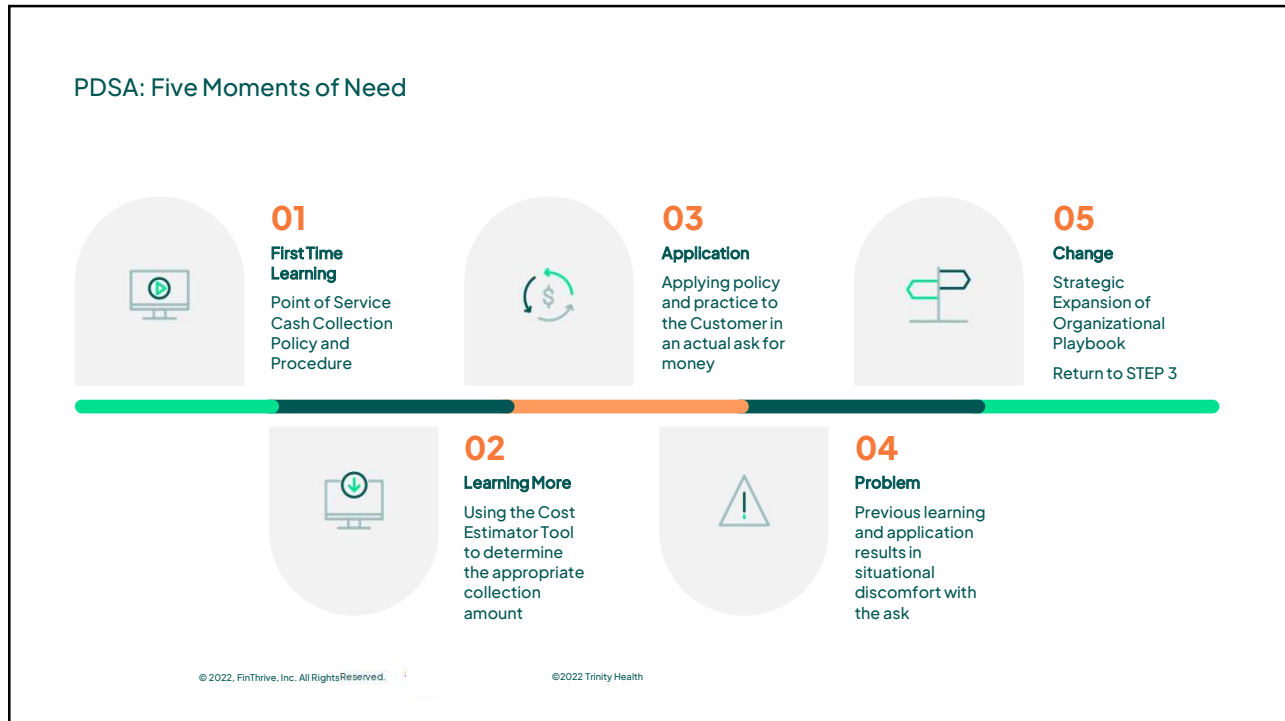 PDSA: Five Moments of Need
01
First Time
Learning
Point of Service
Cash Collection
Policy and
Procedure
02
Learning More
Using the Cost
Estimator Tool
to determine
the appropriate
collection
amount
03
Application
Applying policy
and practice to
the Customer in
an actual ask for
money
$
04
Problem
Previous learning
and application
results in
situational
discomfort with
the ask
05
Change
Strategic
Expansion of
Organizational
Playbook
Return to STEP 3
© 2022, FinThrive, Inc. All Rights Reserved.
©2022 Trinity Health